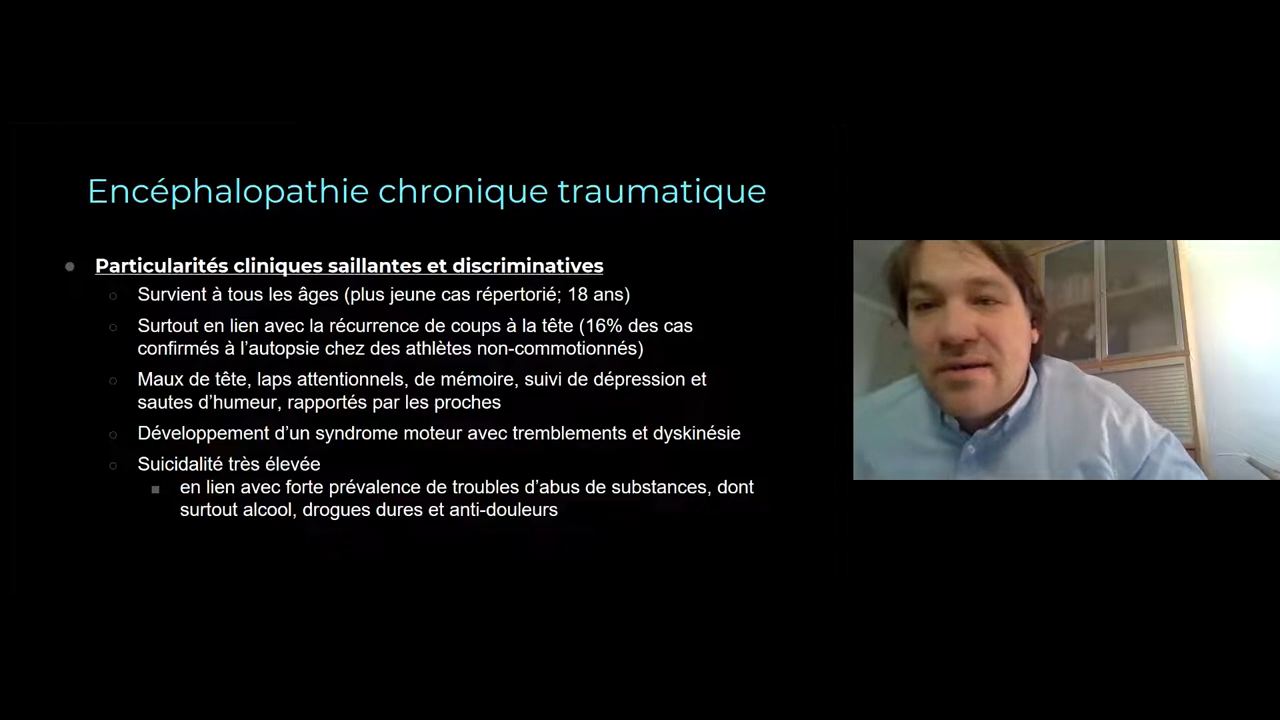 Encéphalopathie chronique traumatique
Particularités cliniques saillantes et discriminatives
Survient à tous les âges (plus jeune cas répertorié; 18 ans)
Surtout en lien avec la récurrence de coups à la tête (16% des cas
confirmés à l'autopsie chez des athlètes non-commotionnés)
Maux de tête, laps attentionnels, de mémoire, suivi de dépression et
sautes d'humeur, rapportés par les proches
Développement d'un syndrome moteur avec tremblements et dyskinésie
Suicidalité très élevée
en lien avec forte prévalence de troubles d'abus de substances, dont
surtout alcool, drogues dures et anti-douleurs